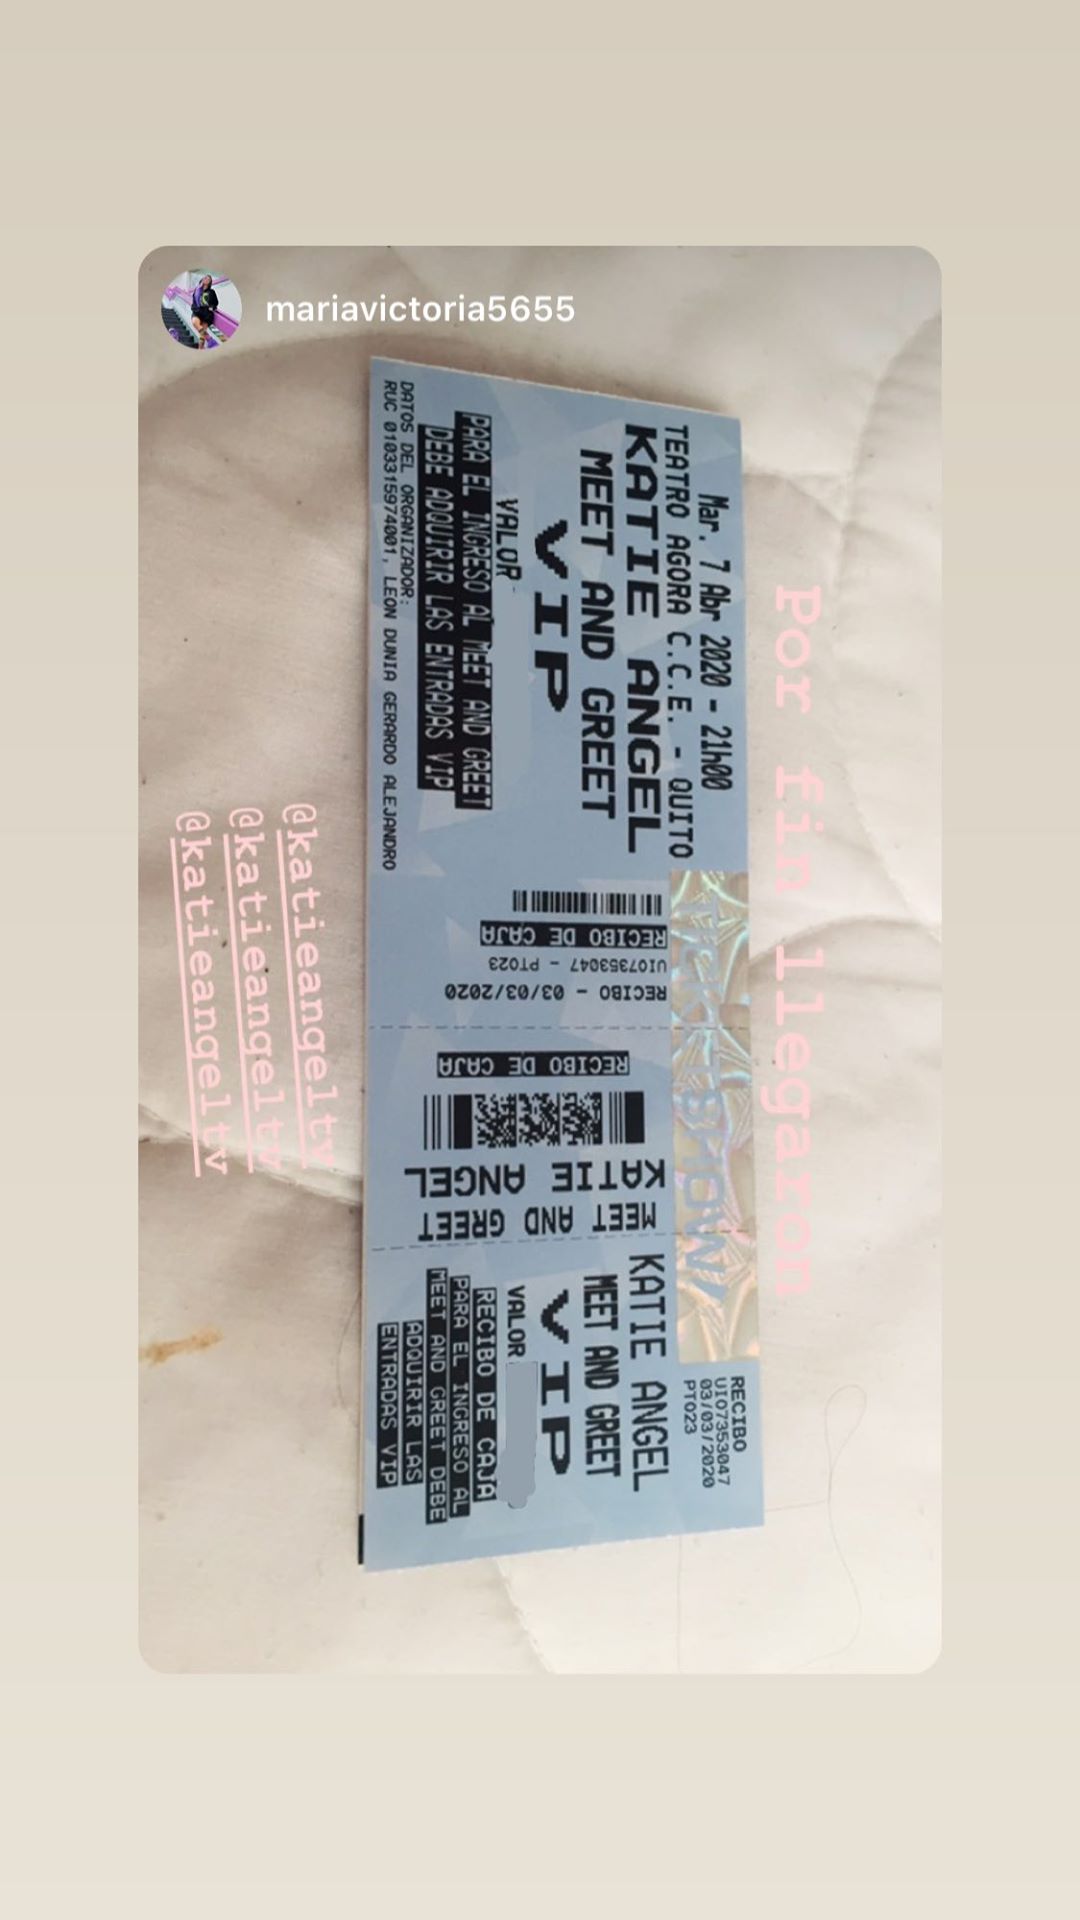 mariavictoria5655
Por fin llegaron
Mar. 7 Abr 2020 - 21h00
TEATRO AGORA C.C.E. - QUITO
KATIE ANGEL
MEET AND GREET
VIP
VALOR
PARA EL INGRESO AL MEET AND GREET
DEBE ADQUIRIR LAS ENTRADAS VIP
DATOS DEL ORGANIZADOR:
RUC 0103315974001, LEON DUNIA GERARDO ALEJANDRO
RECIBO DE CAJA
UIO7353047 - PT023
RECIBO - 03/03/2020
RECIBO DE CAJA
KATIE ANGEL
MEET AND GREET
TICKETSHOW
RECIBO
UIO7353047
03/03/2020
PT023
KATIE ANGEL
MEET AND GREET
VIP
VALOR
RECIBO DE CAJA
PARA EL INGRESO AL
MEET AND GREET DEBE
ADQUIRIR LAS
ENTRADAS VIP
@katieangeltv
@katieangeltv
@katieangeltv